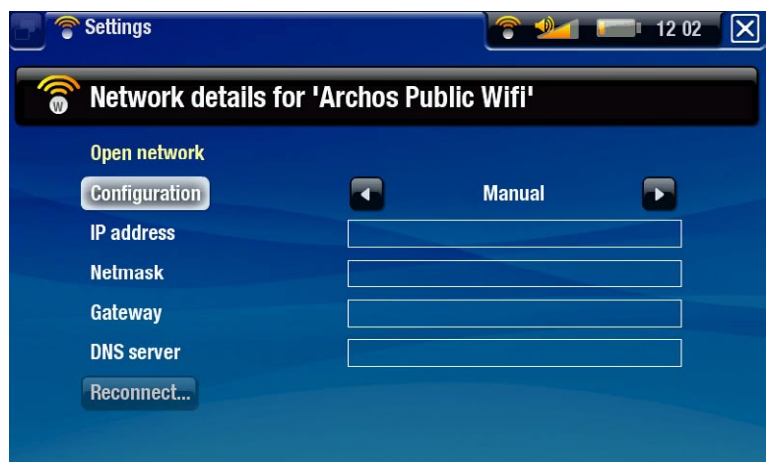 Settings
12 02
Network details for 'Archos Public Wifi'
W
Open network
Configuration Manual
IP address
Netmask
Gateway
DNS server
Reconnect...